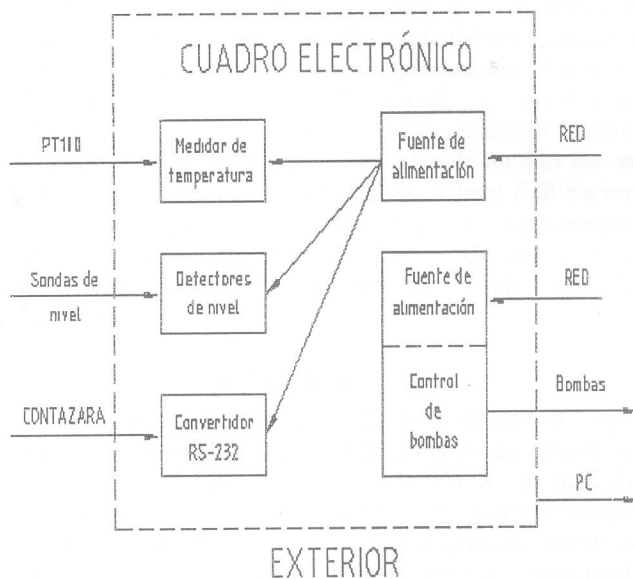 CUADRO ELECTRÓNICO
PT100
Medidor de
temperatura
Fuente de
alimentación
RED
Sondas de
nivel
Detectores
de nivel
Fuente de
alimentación
RED
CONTAZARA
Convertidor
RS-232
Control
de
bombas
Bombas
PC
EXTERIOR